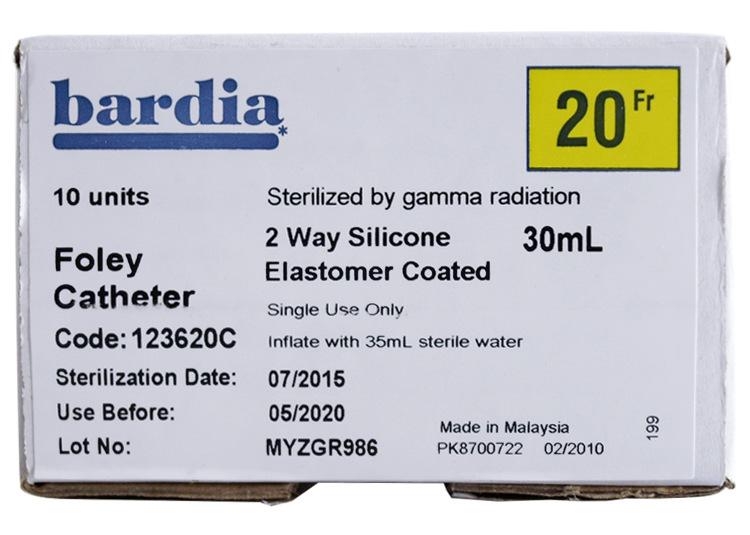 bardia*
20 Fr
10 units
Sterilized by gamma radiation
Foley
Catheter
2 Way Silicone
Elastomer Coated
30mL
Single Use Only
Code: 123620C
Inflate with 35mL sterile water
Sterilization Date: 07/2015
Use Before: 05/2020
Lot No: MYZGR986
Made in Malaysia
PK8700722 02/2010
199